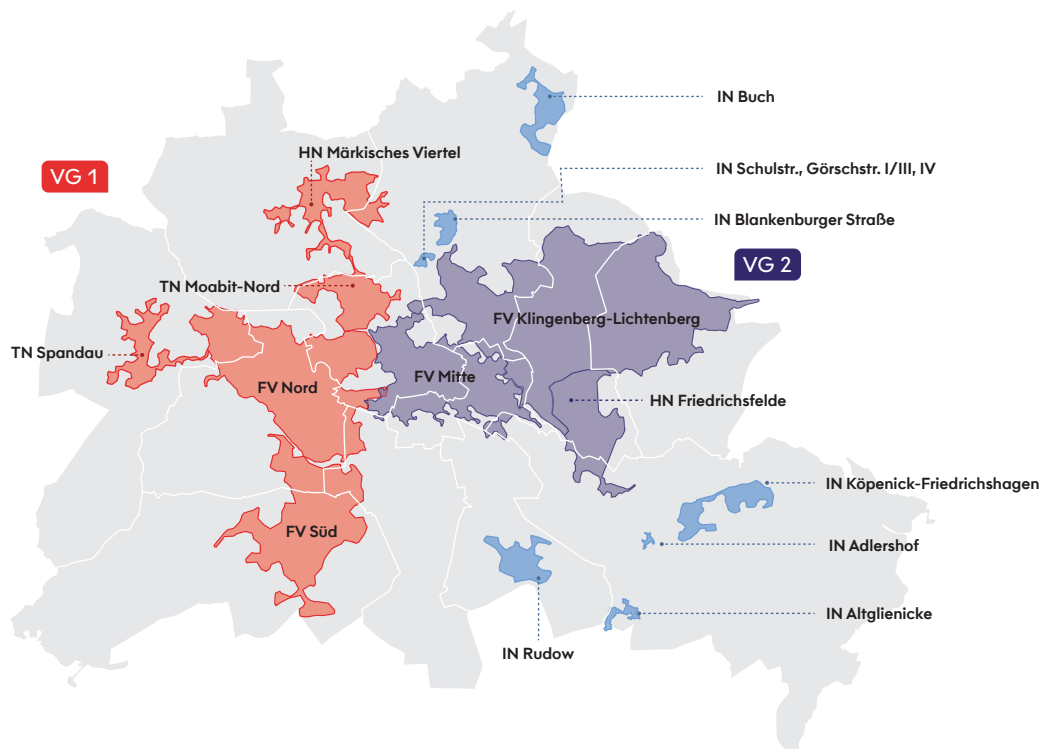 IN Buch
HN Märkisches Viertel
VG 1
IN Schulstr., Görschstr. I/III, IV
IN Blankenburger Straße
VG 2
TN Moabit-Nord
FV Klingenberg-Lichtenberg
TN Spandau
FV Nord
FV Mitte
HN Friedrichsfelde
IN Köpenick-Friedrichshagen
FV Süd
IN Adlershof
IN Altglienicke
IN Rudow